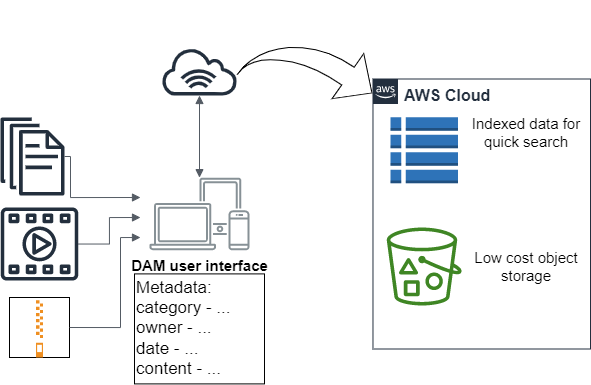 aws
AWS Cloud
Indexed data for
quick search
Low cost object
storage
DAM user interface
Metadata:
category - ...
owner - ...
date - ...
content - ...